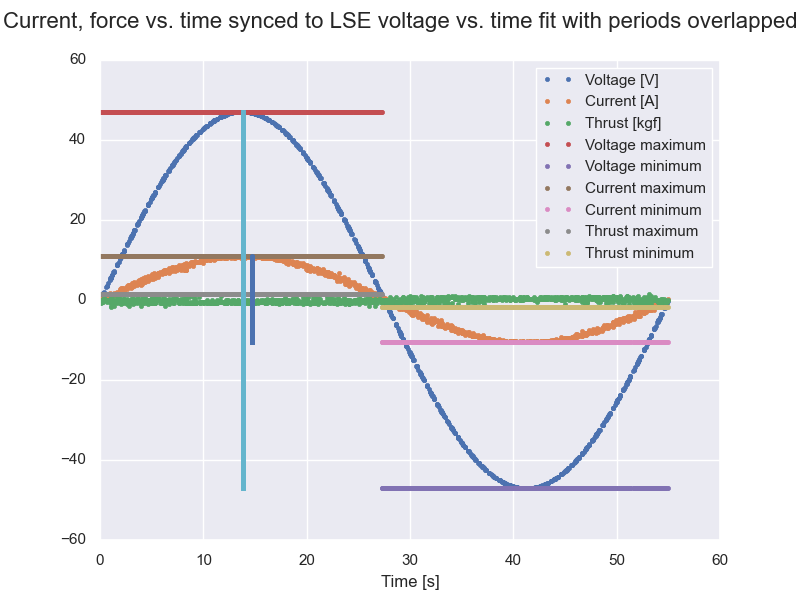 Current, force vs. time synced to LSE voltage vs. time fit with periods overlapped
60
40
20
0
−20
−40
−60
Voltage [V]
Current [A]
Thrust [kgf]
Voltage maximum
Voltage minimum
Current maximum
Current minimum
Thrust maximum
Thrust minimum
0 10 20 30 40 50 60
Time [s]